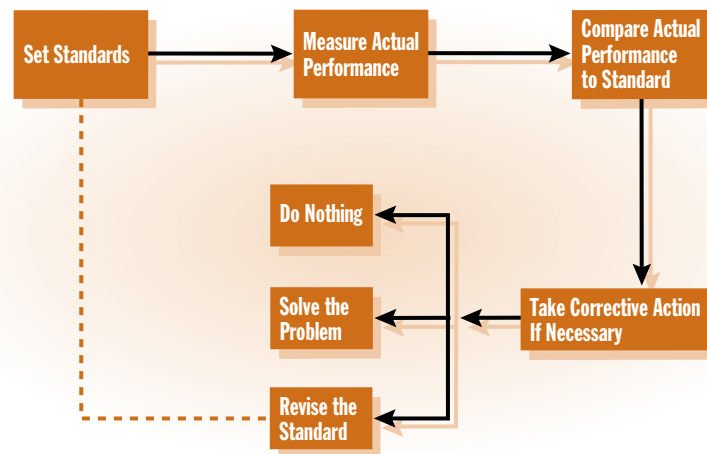 Set Standards
Measure Actual
Performance
Compare Actual
Performance
to Standard
Do Nothing
Solve the
Problem
Take Corrective Action
If Necessary
Revise the
Standard